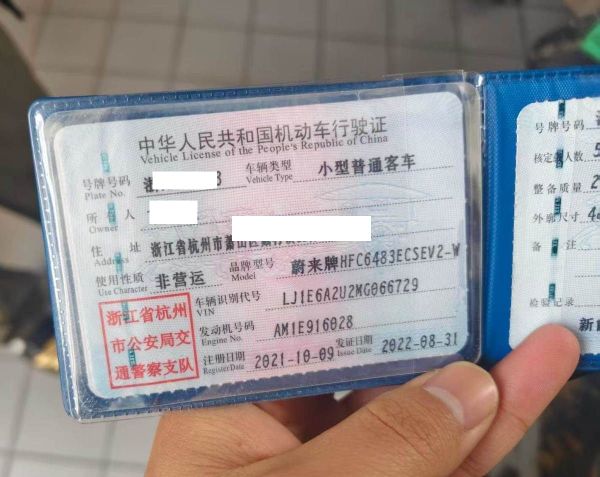 中华人民共和国机动车行驶证
Vehicle License of the People's Republic of China
号牌号码 浙 8 车辆类型 小型普通客车
Plate No. Vehicle Type
所 人
Owner
住 址 浙江省杭州市萧山区
Address
使用性质 非营运 品牌型号 蔚来牌HFC6483ECSEV2-W
Use Character Model
浙江省杭州
市公安局交
通警察支队
车辆识别代号 LJ1E6A2U2MG066729
VIN
发动机号码 AM1E916028
Engine No.
注册日期 2021-10-09 发证日期 2022-08-31
Register Date Issue Date
号牌号码
核定 人数 5
整备质量 2
外廓尺寸 48
备 注
检验记录